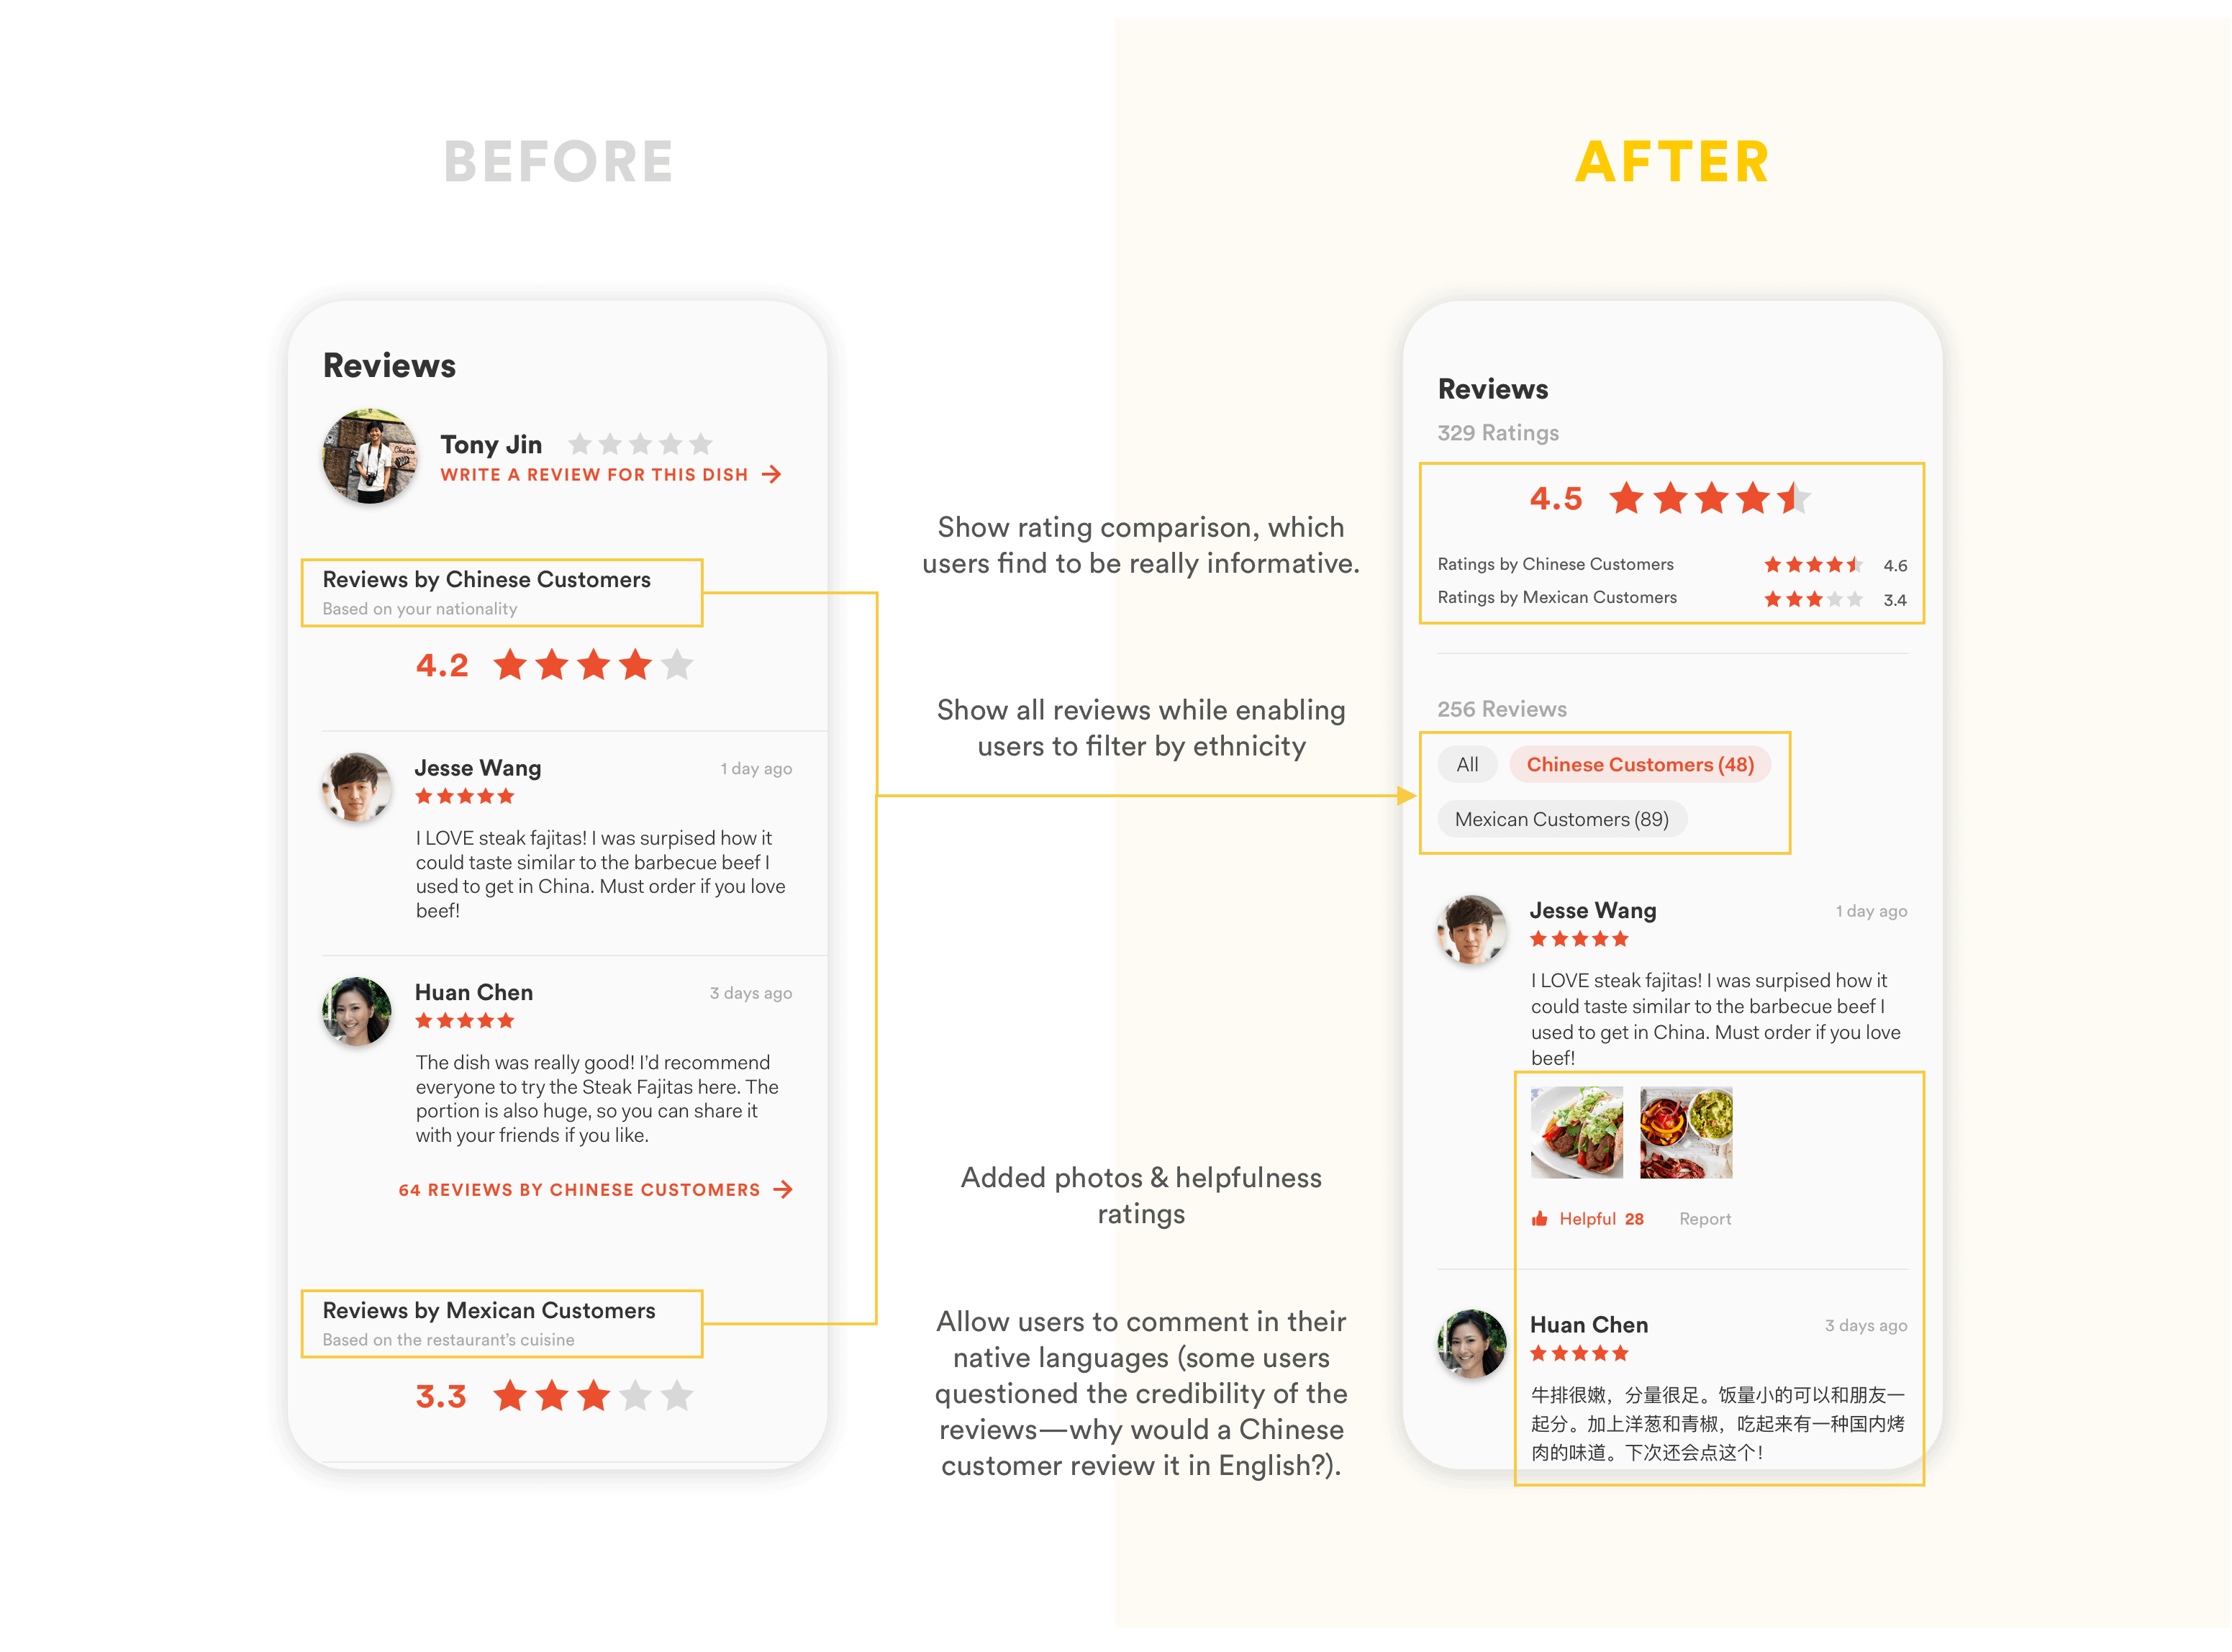 BEFORE
AFTER
Reviews
Tony Jin
WRITE A REVIEW FOR THIS DISH →
Reviews by Chinese Customers
Based on your nationality
4.2
Jesse Wang
1 day ago
I LOVE steak fajitas! I was surpised how it
could taste similar to the barbecue beef I
used to get in China. Must order if you love
beef!
Huan Chen
3 days ago
The dish was really good! I'd recommend
everyone to try the Steak Fajitas here. The
portion is also huge, so you can share it
with your friends if you like.
64 REVIEWS BY CHINESE CUSTOMERS →
Reviews by Mexican Customers
Based on the restaurant's cuisine
3.3
Show rating comparison, which
users find to be really informative.
Show all reviews while enabling
users to filter by ethnicity
Added photos & helpfulness
ratings
Allow users to comment in their
native languages (some users
questioned the credibility of the
reviews—why would a Chinese
customer review it in English?).
Reviews
329 Ratings
4.5
Ratings by Chinese Customers 4.6
Ratings by Mexican Customers 3.4
256 Reviews
All
Chinese Customers (48)
Mexican Customers (89)
Jesse Wang
1 day ago
I LOVE steak fajitas! I was surpised how it
could taste similar to the barbecue beef I
used to get in China. Must order if you love
beef!
Helpful 28
Report
Huan Chen
3 days ago
牛排很嫩，分量很足。饭量小的可以和朋友一
起分。加上洋葱和青椒，吃起来有一种国内烤
肉的味道。下次还会点这个！